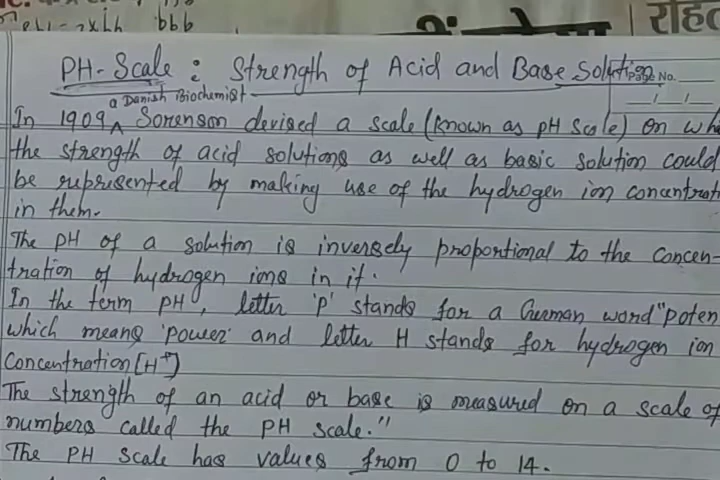 bbb
रोहित
PH-Scale : Strength of Acid and Base Solution
Page No.
a Danish Biochemist
In 1909 ^ Sorenson devised a scale (known as pH Scale) on whi
the strength of acid solutions as well as basic solution could
be represented by making use of the hydrogen ion concentrat
in them.
The PH of a solution is inversely proportional to the concen-
tration of hydrogen ions in it.
In the term PH, letter 'P' stands for a German word "Poten
which means 'power' and letter H stands for hydrogen ion
Concentration [H+)
The strength of an acid or base is measured on a scale of
numbers called the PH Scale."
The PH Scale has values from 0 to 14.